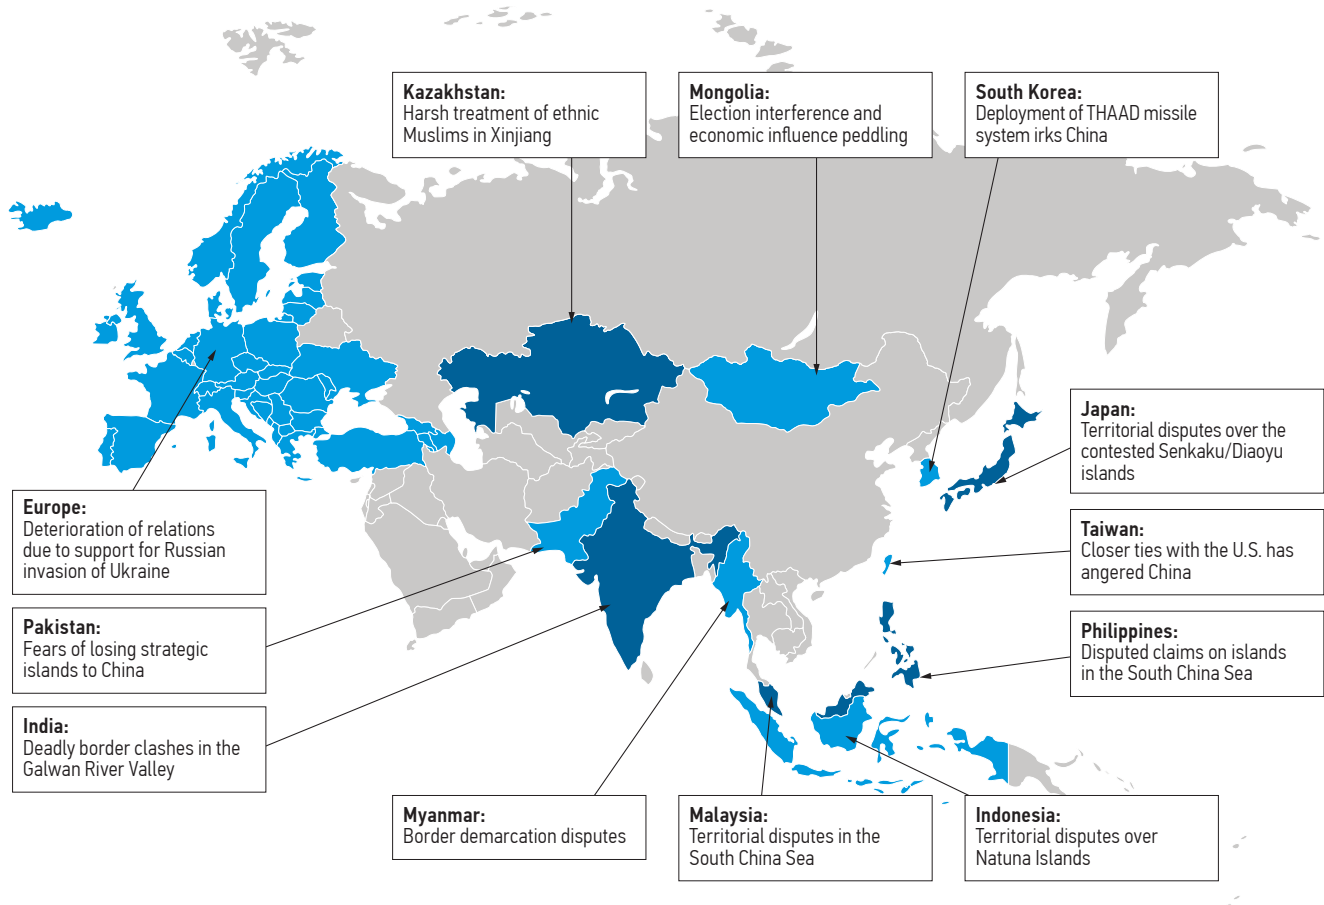 Kazakhstan:
Harsh treatment of ethnic
Muslims in Xinjiang
Mongolia:
Election interference and
economic influence peddling
South Korea:
Deployment of THAAD missile
system irks China
Japan:
Territorial disputes over the
contested Senkaku/Diaoyu
islands
Europe:
Deterioration of relations
due to support for Russian
invasion of Ukraine
Taiwan:
Closer ties with the U.S. has
angered China
Pakistan:
Fears of losing strategic
islands to China
Philippines:
Disputed claims on islands
in the South China Sea
India:
Deadly border clashes in the
Galwan River Valley
Myanmar:
Border demarcation disputes
Malaysia:
Territorial disputes in the
South China Sea
Indonesia:
Territorial disputes over
Natuna Islands